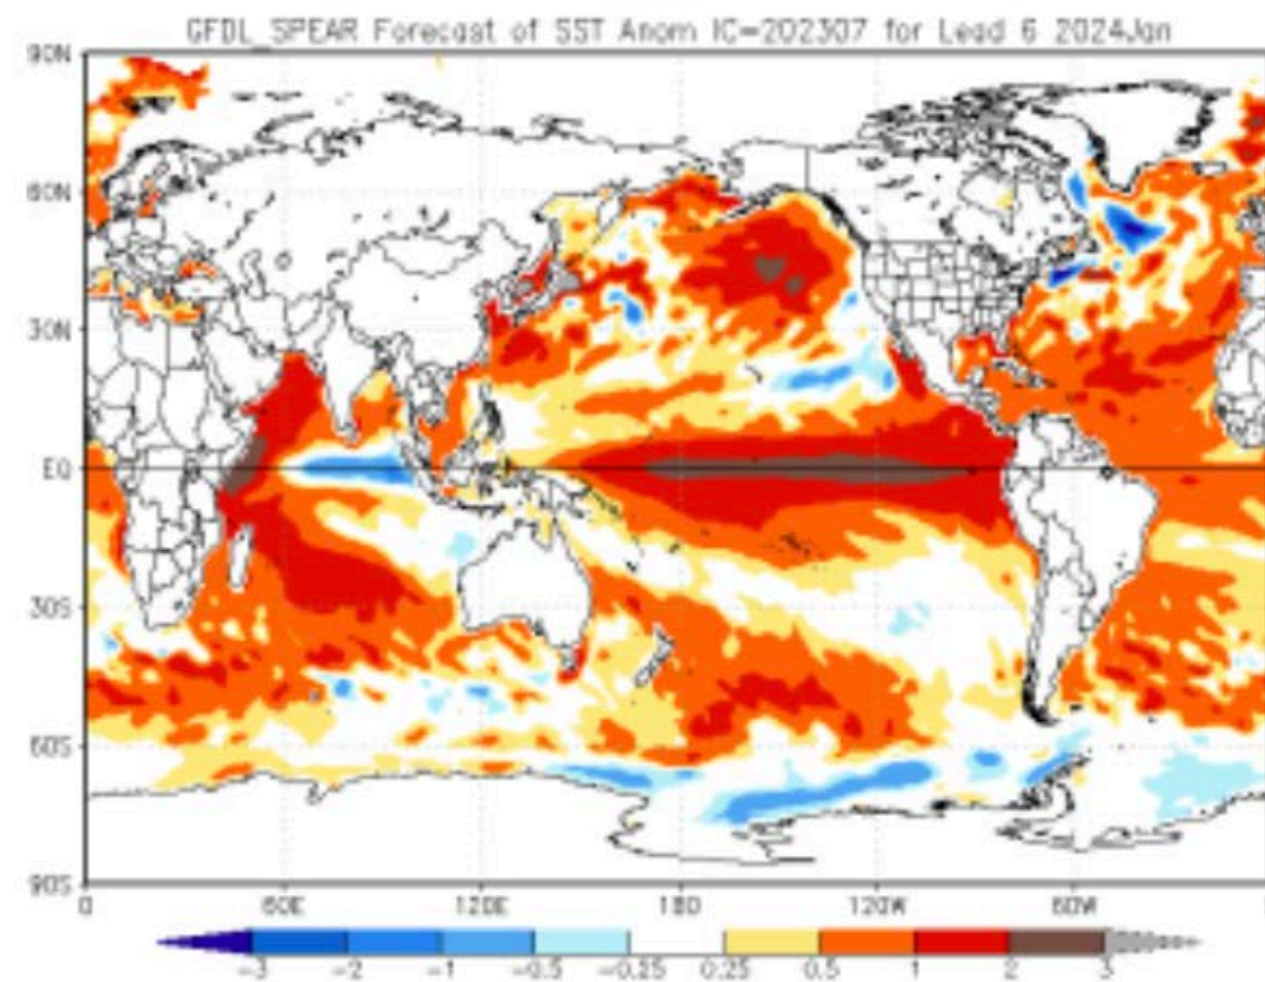 GFDL_SPEAR Forecast of SST Anom IC=202307 for Lead 6 2024Jan
90N
60N
30N
EQ
30S
60S
90S
0 60E 120E 180 120W 60W
-3 -2 -1 -0.5 -0.25 0.25 0.5 1 2 3